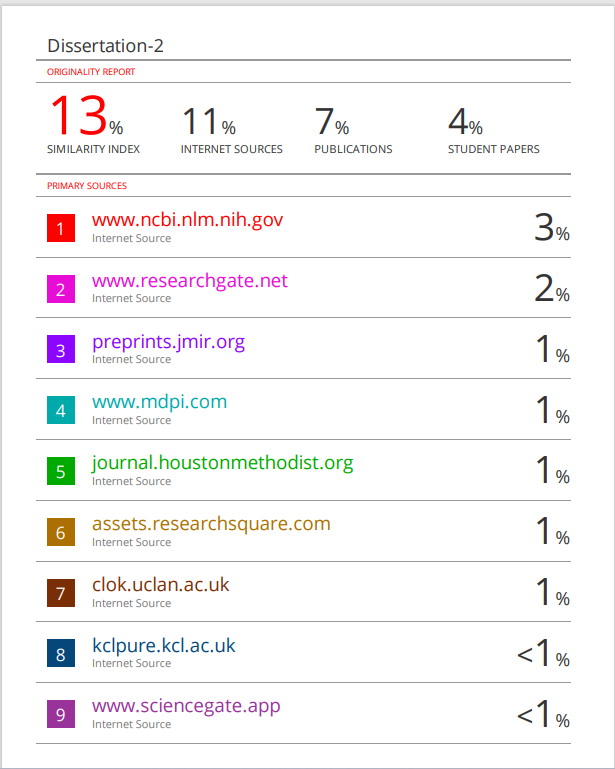 Dissertation-2
ORIGINALITY REPORT
13% 11% 7% 4%
SIMILARITY INDEX INTERNET SOURCES PUBLICATIONS STUDENT PAPERS
PRIMARY SOURCES
1 www.ncbi.nlm.nih.gov 3%
Internet Source
2 www.researchgate.net 2%
Internet Source
3 preprints.jmir.org 1%
Internet Source
4 www.mdpi.com 1%
Internet Source
5 journal.houstonmethodist.org 1%
Internet Source
6 assets.researchsquare.com 1%
Internet Source
7 clok.uclan.ac.uk 1%
Internet Source
8 kclpure.kcl.ac.uk <1%
Internet Source
9 www.sciencegate.app <1%
Internet Source